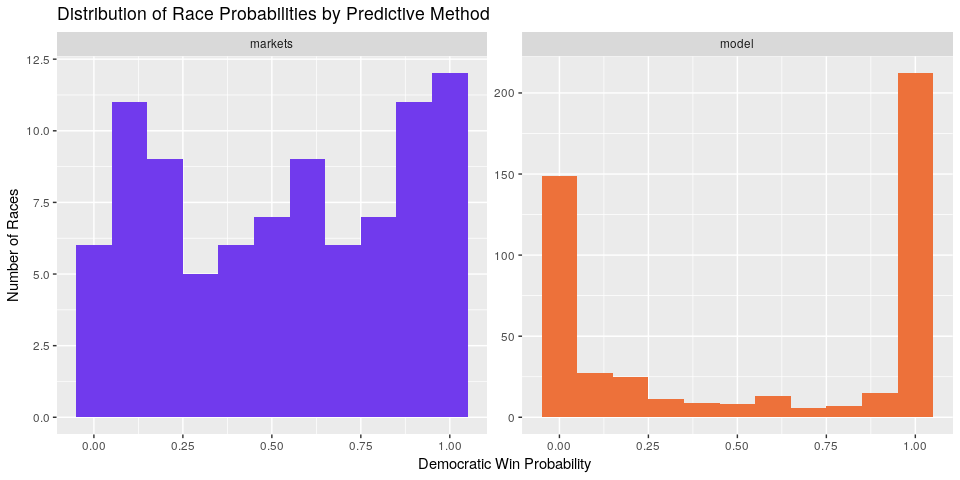 Distribution of Race Probabilities by Predictive Method
markets
model
Number of Races
12.5
10.0
7.5
5.0
2.5
0.0
200
150
100
50
0
0.00 0.25 0.50 0.75 1.00
0.00 0.25 0.50 0.75 1.00
Democratic Win Probability